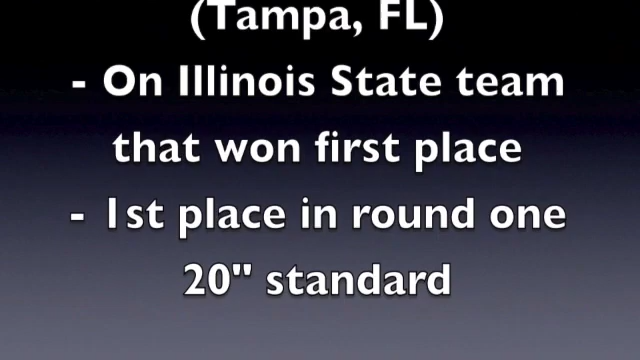 (Tampa, FL)
- On Illinois State team
that won first place
- 1st place in round one
20" standard